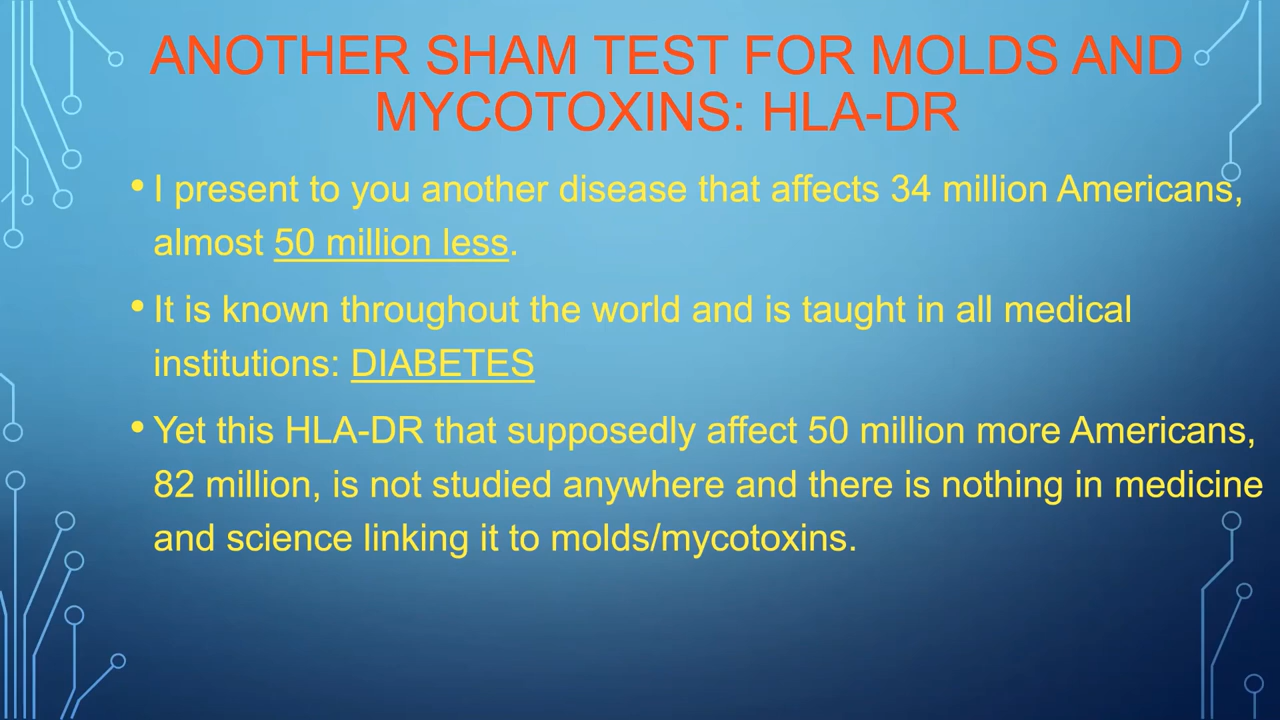 ANOTHER SHAM TEST FOR MOLDS AND
MYCOTOXINS: HLA-DR
• I present to you another disease that affects 34 million Americans,
almost 50 million less.
• It is known throughout the world and is taught in all medical
institutions: DIABETES
• Yet this HLA-DR that supposedly affect 50 million more Americans,
82 million, is not studied anywhere and there is nothing in medicine
and science linking it to molds/mycotoxins.